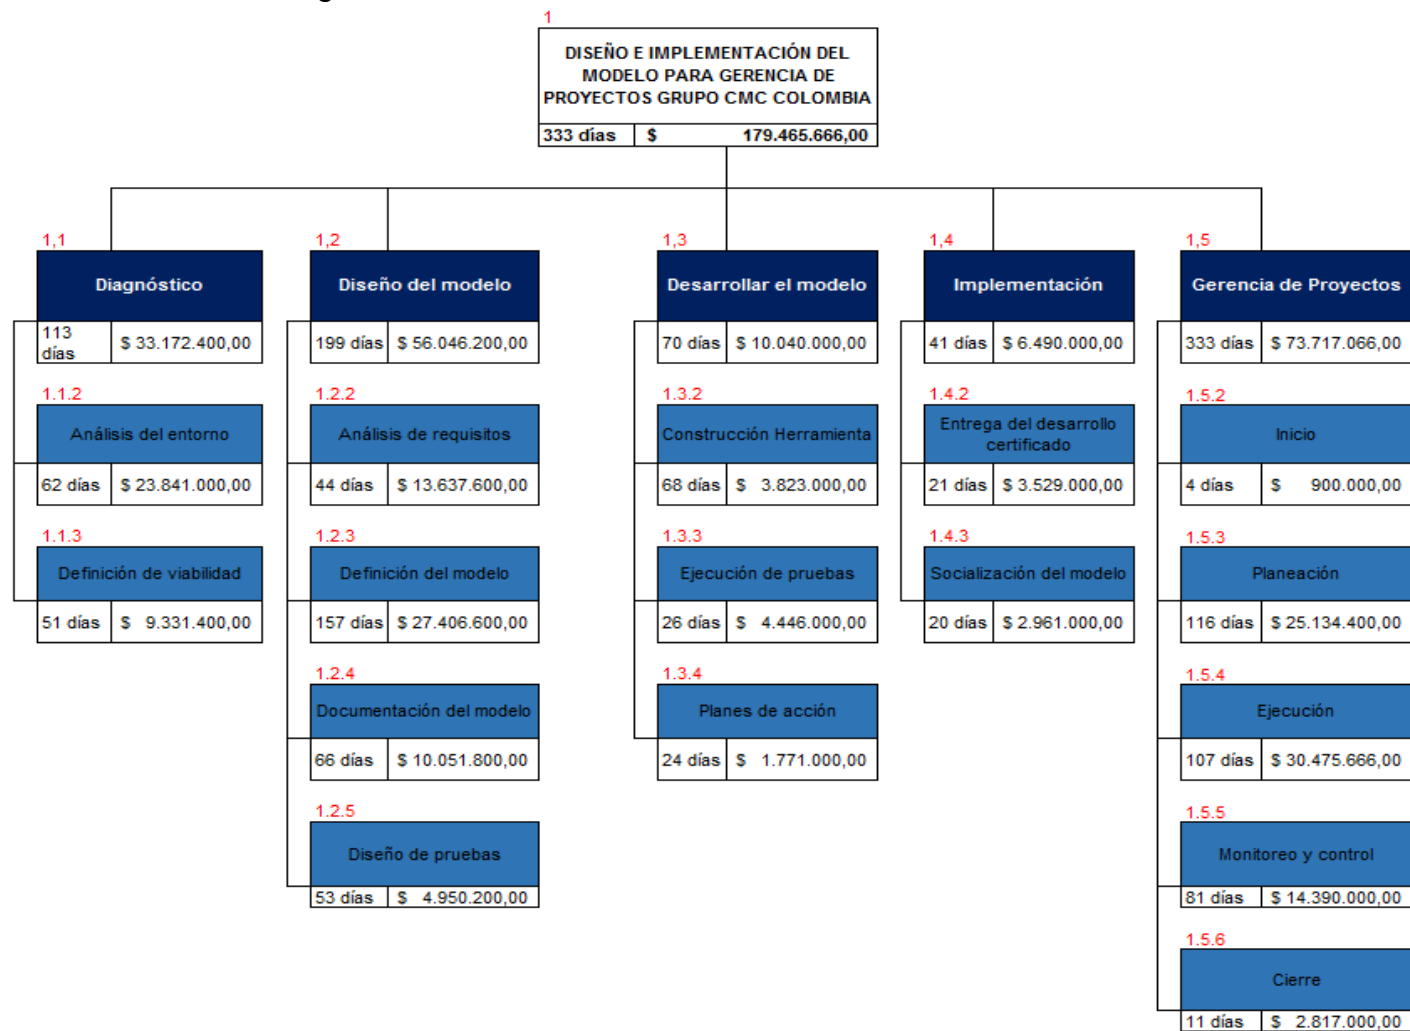 1
DISEÑO E IMPLEMENTACIÓN DEL
MODELO PARA GERENCIA DE
PROYECTOS GRUPO CMC COLOMBIA
333 días $ 179.465.666,00
1,1
Diagnóstico
113
días
$ 33.172.400,00
1.1.2
Análisis del entorno
62 días $ 23.841.000,00
1.1.3
Definición de viabilidad
51 días $ 9.331.400,00
1,2
Diseño del modelo
199 días $ 56.046.200,00
1.2.2
Análisis de requisitos
44 días $ 13.637.600,00
1.2.3
Definición del modelo
157 días $ 27.406.600,00
1.2.4
Documentación del modelo
66 días $ 10.051.800,00
1.2.5
Diseño de pruebas
53 días $ 4.950.200,00
1,3
Desarrollar el modelo
70 días $ 10.040.000,00
1.3.2
Construcción Herramienta
68 días $ 3.823.000,00
1.3.3
Ejecución de pruebas
26 días $ 4.446.000,00
1.3.4
Planes de acción
24 días $ 1.771.000,00
1,4
Implementación
41 días $ 6.490.000,00
1.4.2
Entrega del desarrollo
certificado
21 días $ 3.529.000,00
1.4.3
Socialización del modelo
20 días $ 2.961.000,00
1,5
Gerencia de Proyectos
333 días $ 73.717.066,00
1.5.2
Inicio
4 días $ 900.000,00
1.5.3
Planeación
116 días $ 25.134.400,00
1.5.4
Ejecución
107 días $ 30.475.666,00
1.5.5
Monitoreo y control
81 días $ 14.390.000,00
1.5.6
Cierre
11 días $ 2.817.000,00